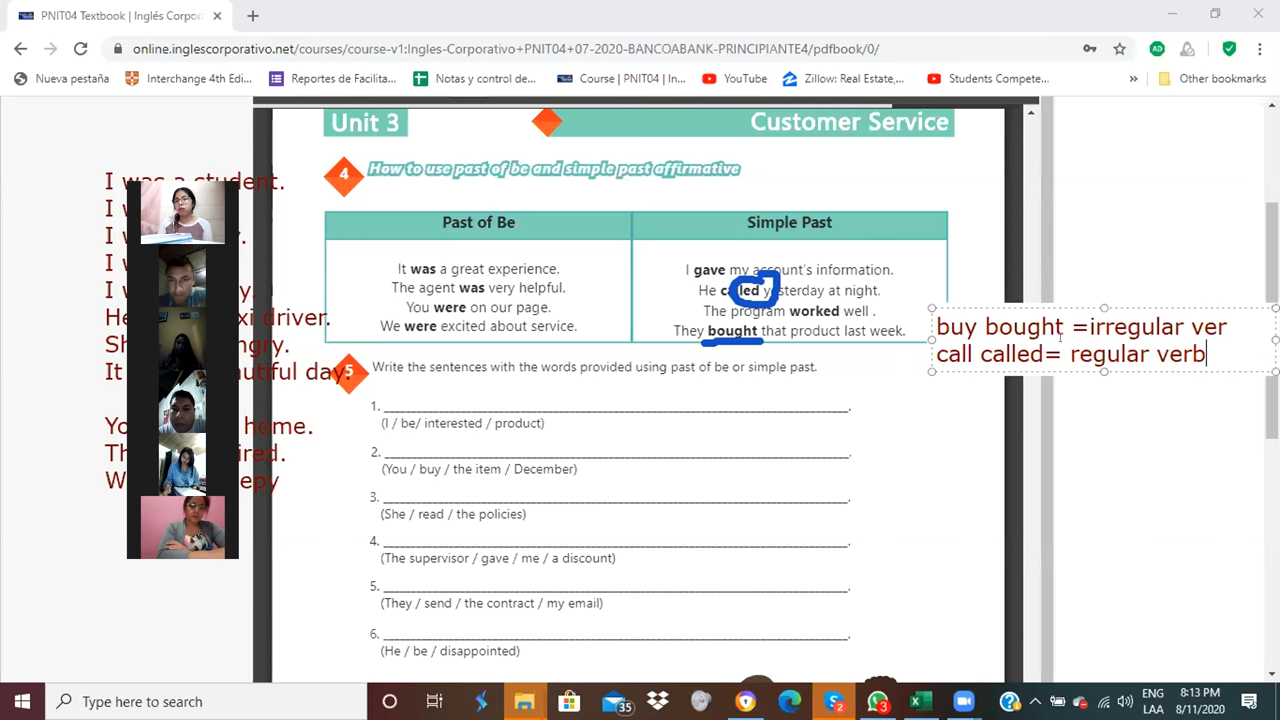 PNIT04 Textbook | Inglés Corpor
online.inglescorporativo.net/courses/course-v1:Ingles-Corporativo+PNIT04+07-2020-BANCOABANK-PRINCIPIANTE4/pdfbook/0/
Nueva pestaña
Interchange 4th Edi...
Reportes de Facilita...
Notas y control de...
Course | PNIT04 | In...
YouTube
Zillow: Real Estate,...
Students Compete...
Other bookmarks
Unit 3
Customer Service
4 How to use past of be and simple past affirmative
Past of Be
Simple Past
It was a great experience.
The agent was very helpful.
You were on our page.
We were excited about service.
I gave my account's information.
He called yesterday at night.
The program worked well .
They bought that product last week.
buy bought =irregular ver
call called= regular verb
I was a student.
I
I
I
I
He driver.
It day.
home.
5 Write the sentences with the words provided using past of be or simple past.
1.
(I / be/ interested / product)
2.
(You / buy / the item / December)
3.
(She / read / the policies)
4.
(The supervisor / gave / me / a discount)
5.
(They / send / the contract / my email)
6.
(He / be / disappointed)
Type here to search
35
2
3
ENG
LAA
8:13 PM
8/11/2020